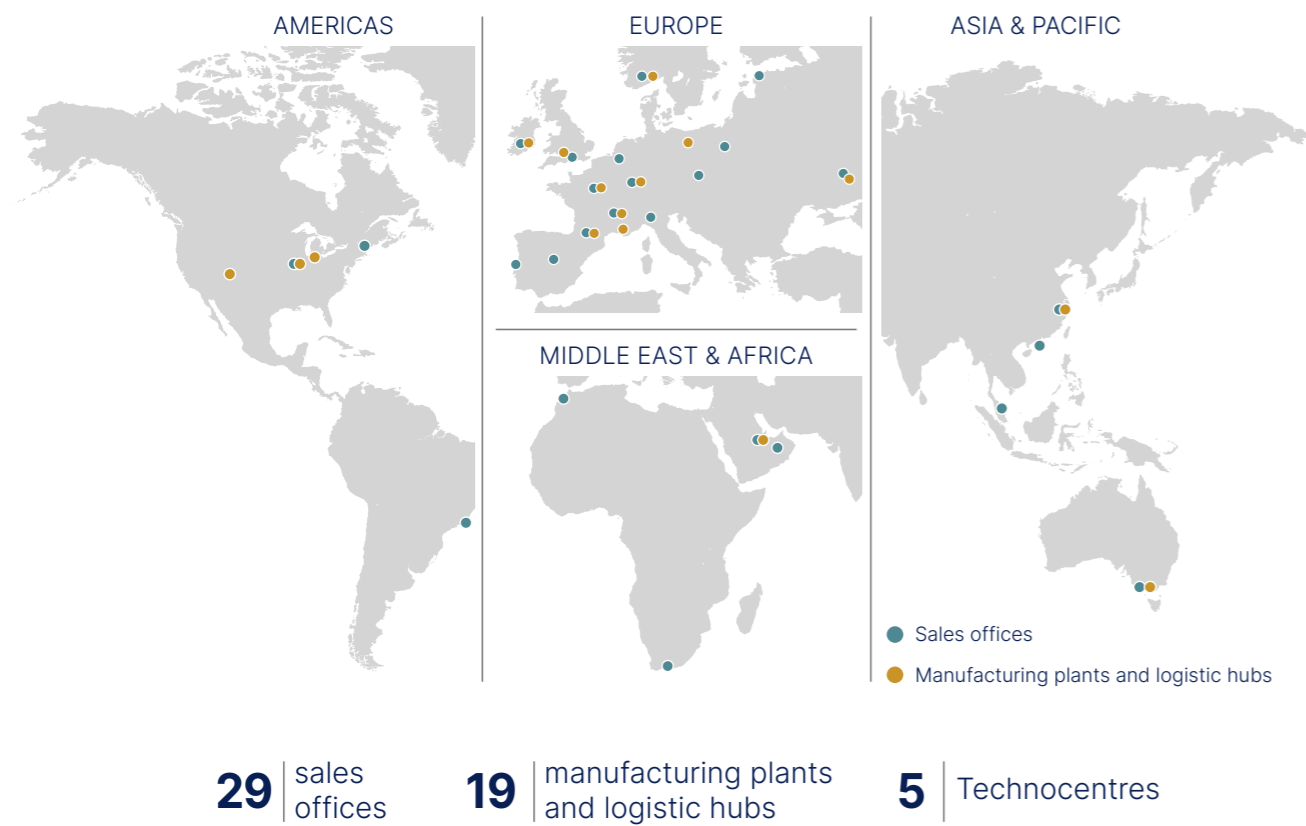 AMERICAS
EUROPE
ASIA & PACIFIC
MIDDLE EAST & AFRICA
Sales offices
Manufacturing plants and logistic hubs
29
sales
offices
19
manufacturing plants
and logistic hubs
5
Technocentres